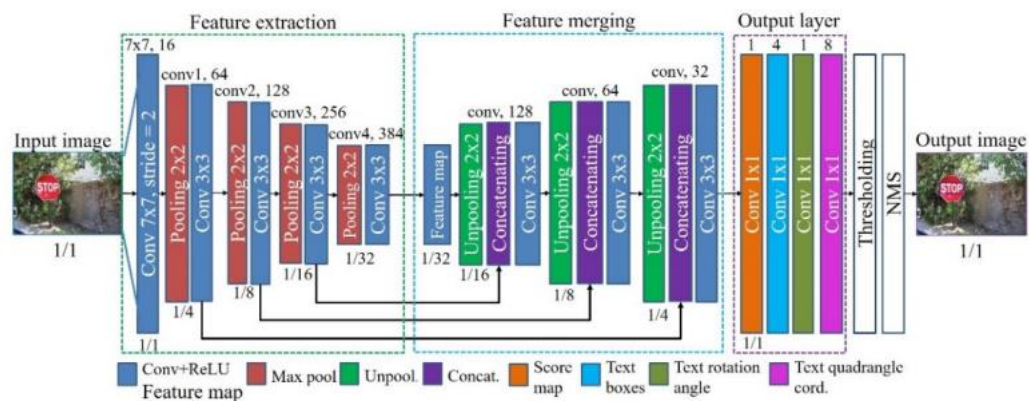 Feature extraction
Feature merging
Output layer
7x7, 16
conv1, 64
conv2, 128
conv3, 256
conv4, 384
conv, 128
conv, 64
conv, 32
1 4 1 8
Input image
STOP
1/1
Conv 7x7, stride = 2
1/1
Pooling 2x2
Conv 3x3
1/4
Pooling 2x2
Conv 3x3
1/8
Pooling 2x2
Conv 3x3
1/16
Pooling 2x2
Conv 3x3
1/32
Feature map
1/32
Unpooling 2x2
Concatenating
Conv 3x3
1/16
Unpooling 2x2
Concatenating
Conv 3x3
1/8
Unpooling 2x2
Concatenating
Conv 3x3
1/4
Conv 1x1
Conv 1x1
Conv 1x1
Conv 1x1
1/1
Thresholding
NMS
Output image
STOP
1/1
Conv+ReLU
Feature map
Max pool
Unpool.
Concat.
Score
map
Text
boxes
Text rotation
angle
Text quadrangle
cord.